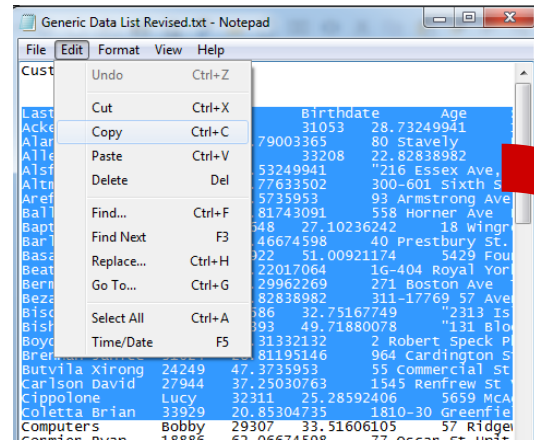 Generic Data List Revised.txt - Notepad
File Edit Format View Help
Cust
Undo Ctrl+Z
Cut Ctrl+X
Copy Ctrl+C
Paste Ctrl+V
Delete Del
Find... Ctrl+F
Find Next F3
Replace... Ctrl+H
Go To... Ctrl+G
Select All Ctrl+A
Time/Date F5
Last Birthdate Age
Acke 31053 28.73249941
Alar .79003365 80 Stavely
Alle 33208 22.82838982
Alsf .53249941 "216 Essex Ave,
Altm .77633502 300-601 Sixth S
Aref .5735953 93 Armstrong Ave
Ball .81743091 558 Horner Ave
Bapt 648 27.10236242 18 Wingr
Barl .46674598 40 Prestbury St.
Basa 922 51.00921174 5429 Four
Beat .22017064 1G-404 Royal York
Berm .29962269 271 Boston Ave
Beza .82838982 311-17769 57 Aven
Bisc 586 32.75167749 "2313 Is
Bish 393 49.71880078 "131 Bloo
Boyd .31332132 2 Robert Speck P
81195146 964 Cardington S
Butvila Xirong 24249 47.3735953 55 Commercial St
Carlson David 27944 37.25030763 1545 Renfrew St
Cippolone Lucy 32311 25.28592406 5659 McA
Coletta Brian 33929 20.85304735 1810-30 Greenfie
Computers Bobby 29307 33.51606105 57 Ridgew